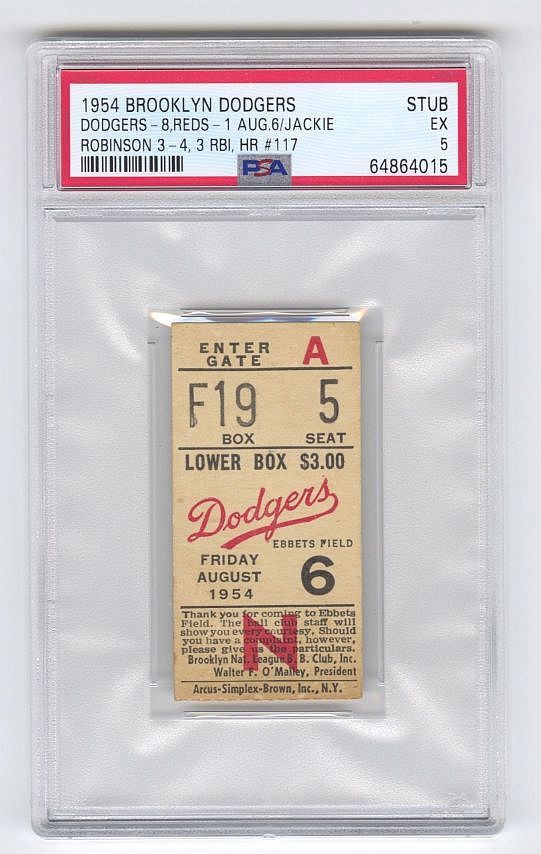 1954 BROOKLYN DODGERS STUB
DODGERS-8,REDS-1 AUG.6/JACKIE EX
ROBINSON 3-4, 3 RBI, HR #117 5
PSA 64864015
ENTER GATE A
F19 5
BOX SEAT
LOWER BOX $3.00
Dodgers
EBBETS FIELD
FRIDAY
AUGUST 6
1954
N
Thank you for coming to Ebbets
Field. The ball club staff will
show you every courtesy. Should
you have a complaint, however,
please give us the particulars.
Brooklyn Nat. League B. B. Club, Inc.
Walter F. O'Malley, President
Arcus-Simplex-Brown, Inc., N.Y.